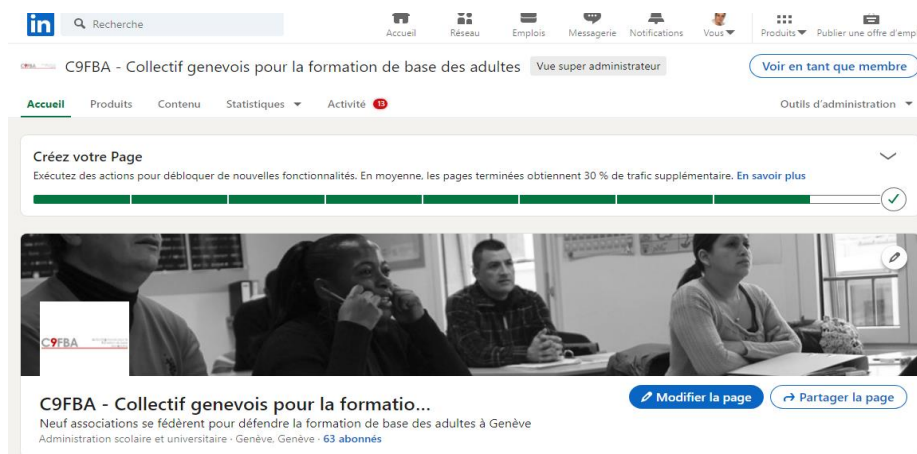 in
Recherche
Accueil
Réseau
Emplois
Messagerie
Notifications
Vous
Produits
Publier une offre d'emp
C9FBA - Collectif genevois pour la formation de base des adultes
Vue super administrateur
Voir en tant que membre
Accueil
Produits
Contenu
Statistiques
Activité
13
Outils d'administration
Créez votre Page
Exécutez des actions pour débloquer de nouvelles fonctionnalités. En moyenne, les pages terminées obtiennent 30 % de trafic supplémentaire. En savoir plus
C9FBA
C9FBA - Collectif genevois pour la formatio...
Modifier la page
Partager la page
Neuf associations se fédèrent pour défendre la formation de base des adultes à Genève
Administration scolaire et universitaire · Genève, Genève · 63 abonnés